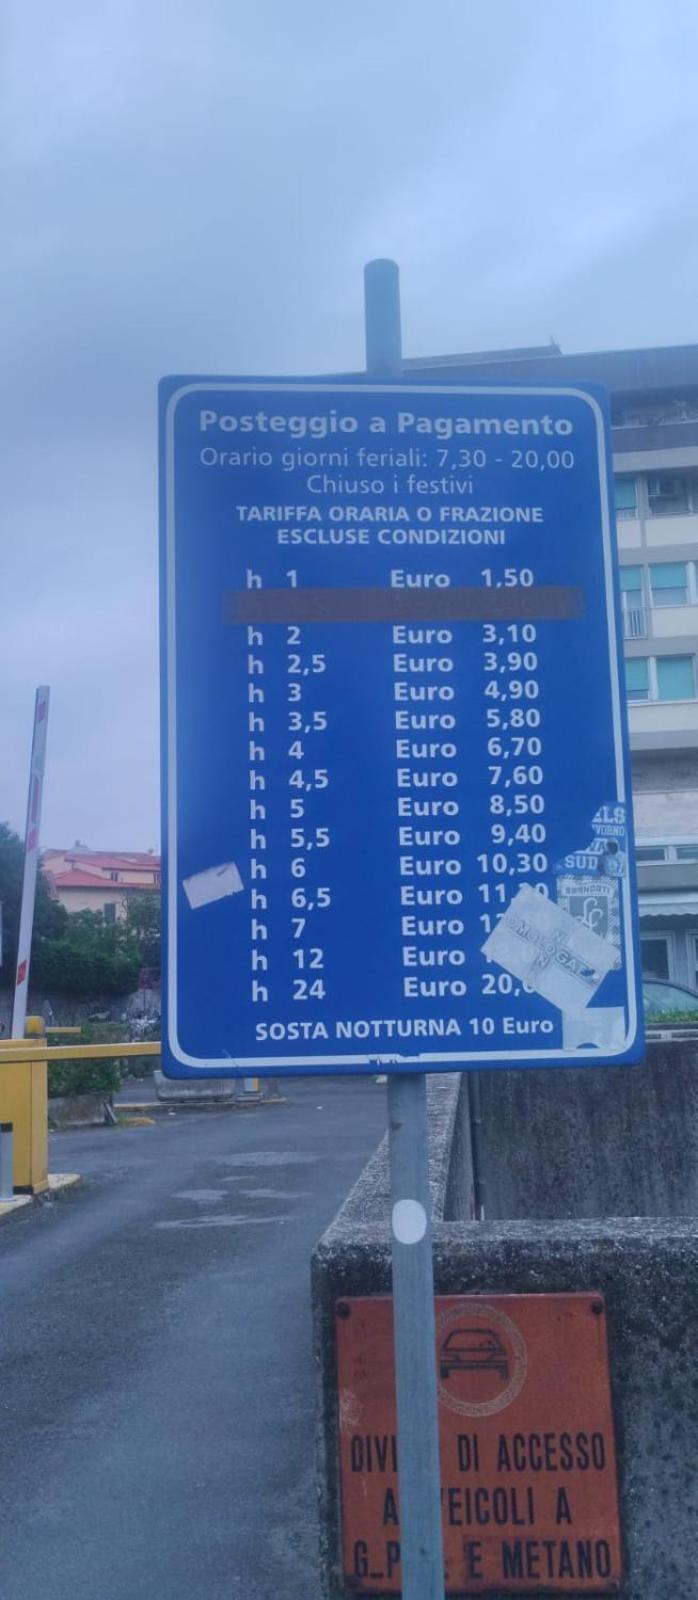 Posteggio a Pagamento
Orario giorni feriali: 7,30 - 20,00
Chiuso i festivi
TARIFFA ORARIA O FRAZIONE
ESCLUSE CONDIZIONI
h 1 Euro 1,50
h 2 Euro 3,10
h 2,5 Euro 3,90
h 3 Euro 4,90
h 3,5 Euro 5,80
h 4 Euro 6,70
h 4,5 Euro 7,60
h 5 Euro 8,50
h 5,5 Euro 9,40
h 6 Euro 10,30
h 6,5 Euro
h 7 Euro
h 12 Euro
h 24 Euro
SOSTA NOTTURNA 10 Euro
SUD
DI ACCESSO
A
E METANO